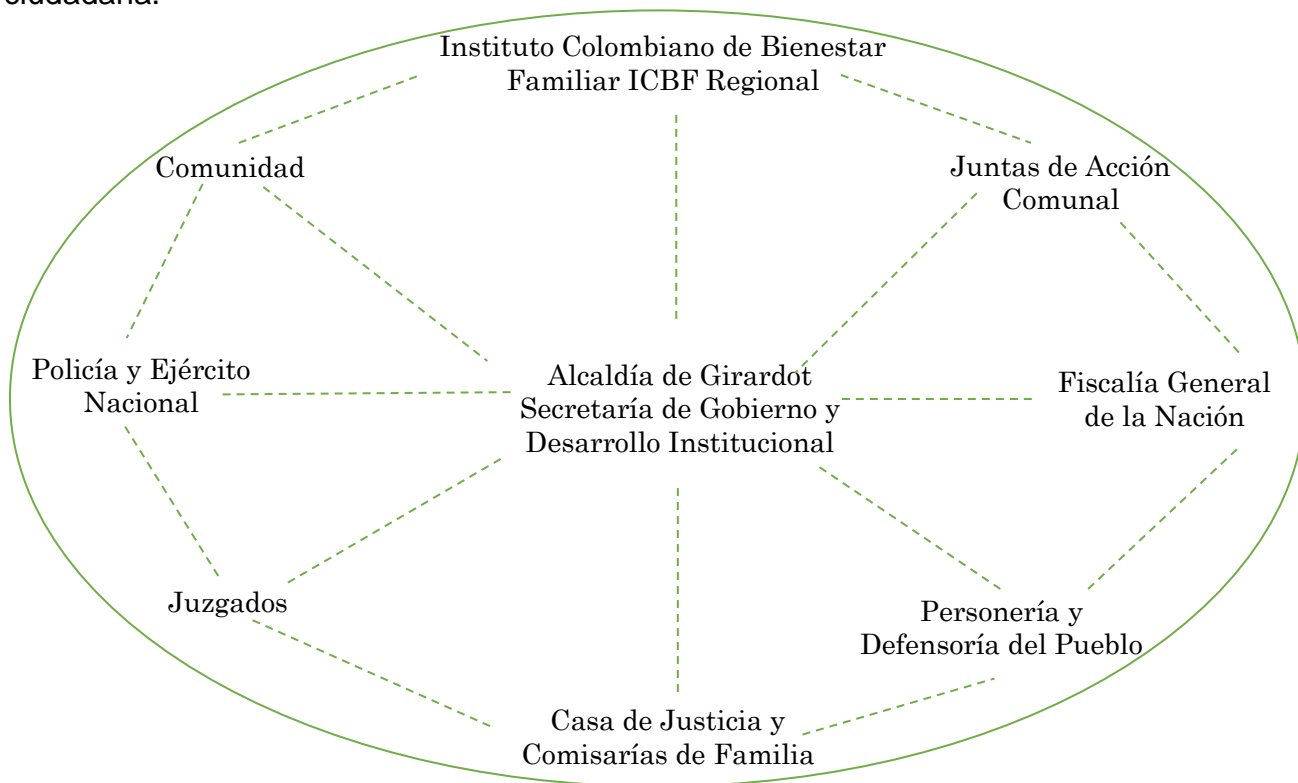 ciudadana.
Instituto Colombiano de Bienestar
Familiar ICBF Regional
Comunidad
Juntas de Acción
Comunal
Policía y Ejército
Nacional
Alcaldía de Girardot
Secretaría de Gobierno y
Desarrollo Institucional
Fiscalía General
de la Nación
Juzgados
Personería y
Defensoría del Pueblo
Casa de Justicia y
Comisarías de Familia